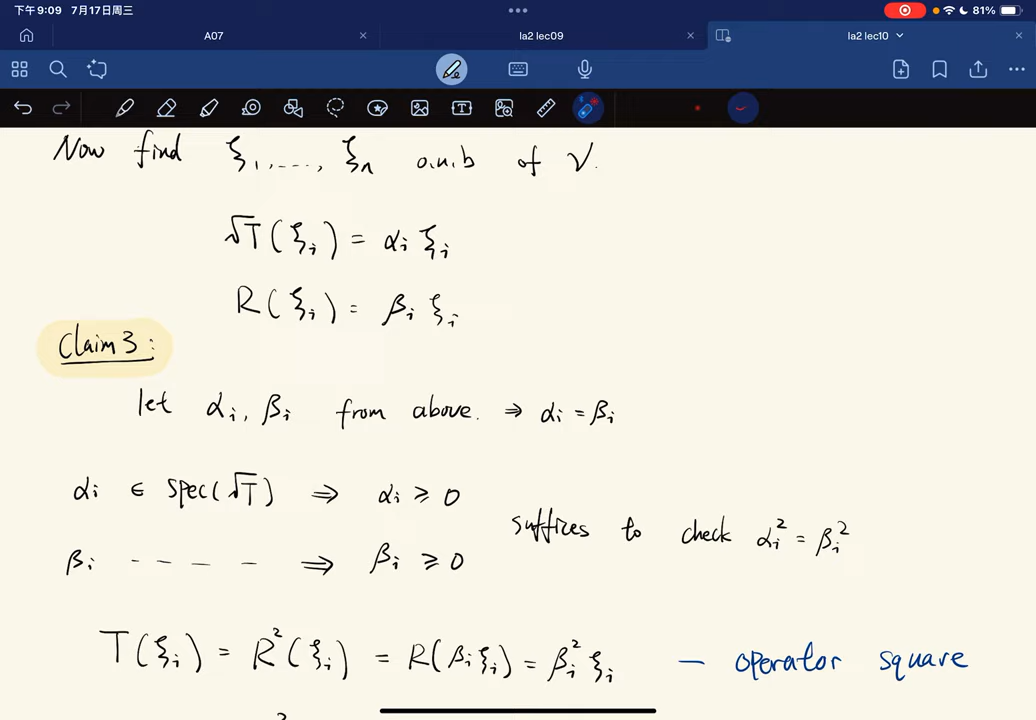 下午9:09 7月17日周三
81%
A07
la2 lec09
la2 lec10
Now find ξ₁,----, ξₙ o.n.b of V.
√T(ξᵢ) = αᵢ ξᵢ
R(ξᵢ) = βᵢ ξᵢ
Claim 3:
let αᵢ, βᵢ from above. ⇒ αᵢ = βᵢ
αᵢ ∈ spec(√T) ⇒ αᵢ ≥ 0
suffices to check αᵢ² = βᵢ²
βᵢ - - - - ⇒ βᵢ ≥ 0
T(ξᵢ) = R²(ξᵢ) = R(βᵢξᵢ) = βᵢ² ξᵢ — operator square